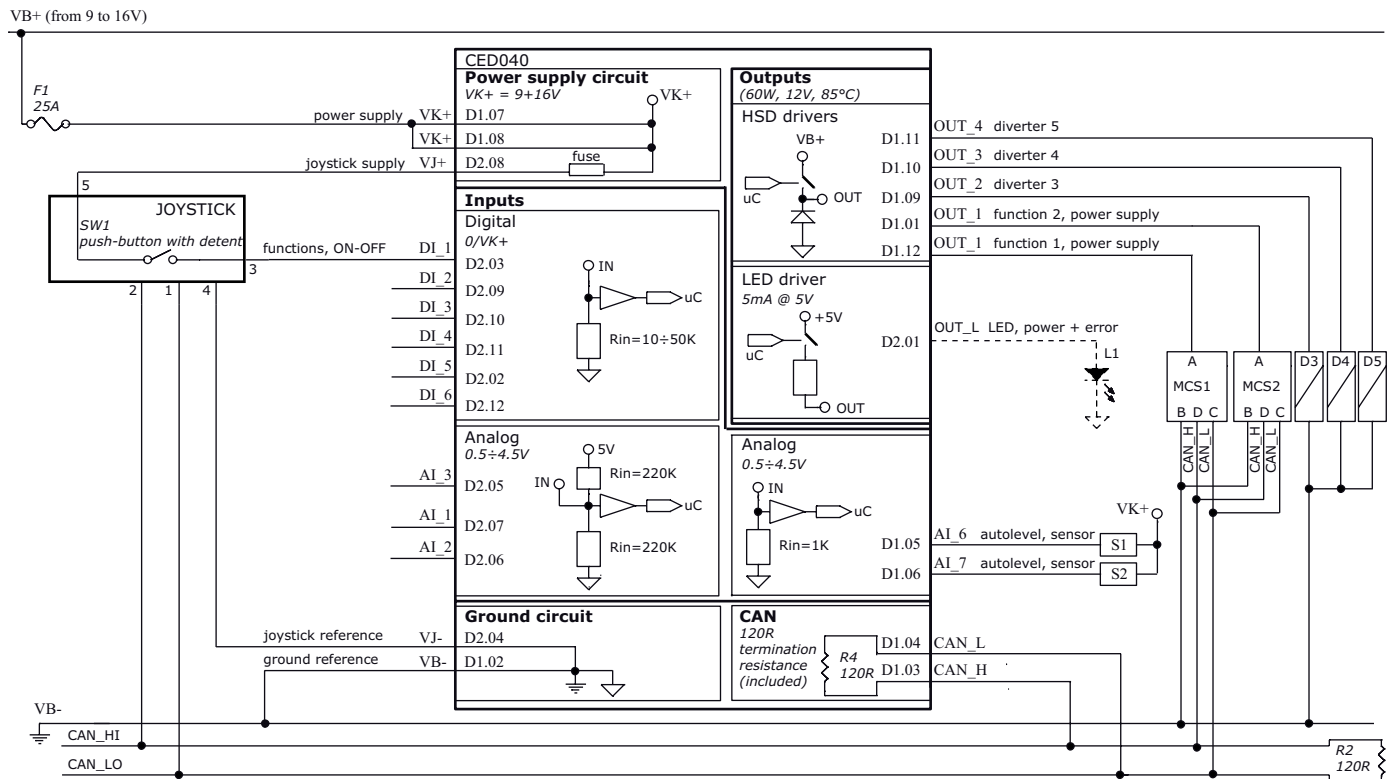 VB+ (from 9 to 16V)
F1
25A
CED040
Power supply circuit
VK+ = 9+16V
VK+
power supply VK+ D1.07
VK+ D1.08
joystick supply VJ+ D2.08
fuse
5
JOYSTICK
SW1
push-button with detent
3
2 1 4
functions, ON-OFF DI_1
Inputs
Digital
0/VK+
D2.03
DI_2 D2.09
DI_3 D2.10
DI_4 D2.11
DI_5 D2.02
DI_6 D2.12
IN
uC
Rin=10÷50K
Analog
0.5÷4.5V
AI_3 D2.05
AI_1 D2.07
AI_2 D2.06
5V
Rin=220K
IN
uC
Rin=220K
Ground circuit
joystick reference VJ- D2.04
ground reference VB- D1.02
Outputs
(60W, 12V, 85°C)
HSD drivers
VB+
uC
OUT
D1.11 OUT_4 diverter 5
D1.10 OUT_3 diverter 4
D1.09 OUT_2 diverter 3
D1.01 OUT_1 function 2, power supply
D1.12 OUT_1 function 1, power supply
LED driver
5mA @ 5V
+5V
uC
OUT
D2.01 OUT_L LED, power + error
L1
A
MCS1
B D C
A
MCS2
B D C
D3 D4 D5
CAN_H
CAN_L
CAN_H
CAN_L
Analog
0.5÷4.5V
IN
uC
Rin=1K
VK+
D1.05 AI_6 autolevel, sensor S1
D1.06 AI_7 autolevel, sensor S2
CAN
120R
termination
resistance
(included)
R4
120R
D1.04 CAN_L
D1.03 CAN_H
VB-
CAN_HI
CAN_LO
R2
120R